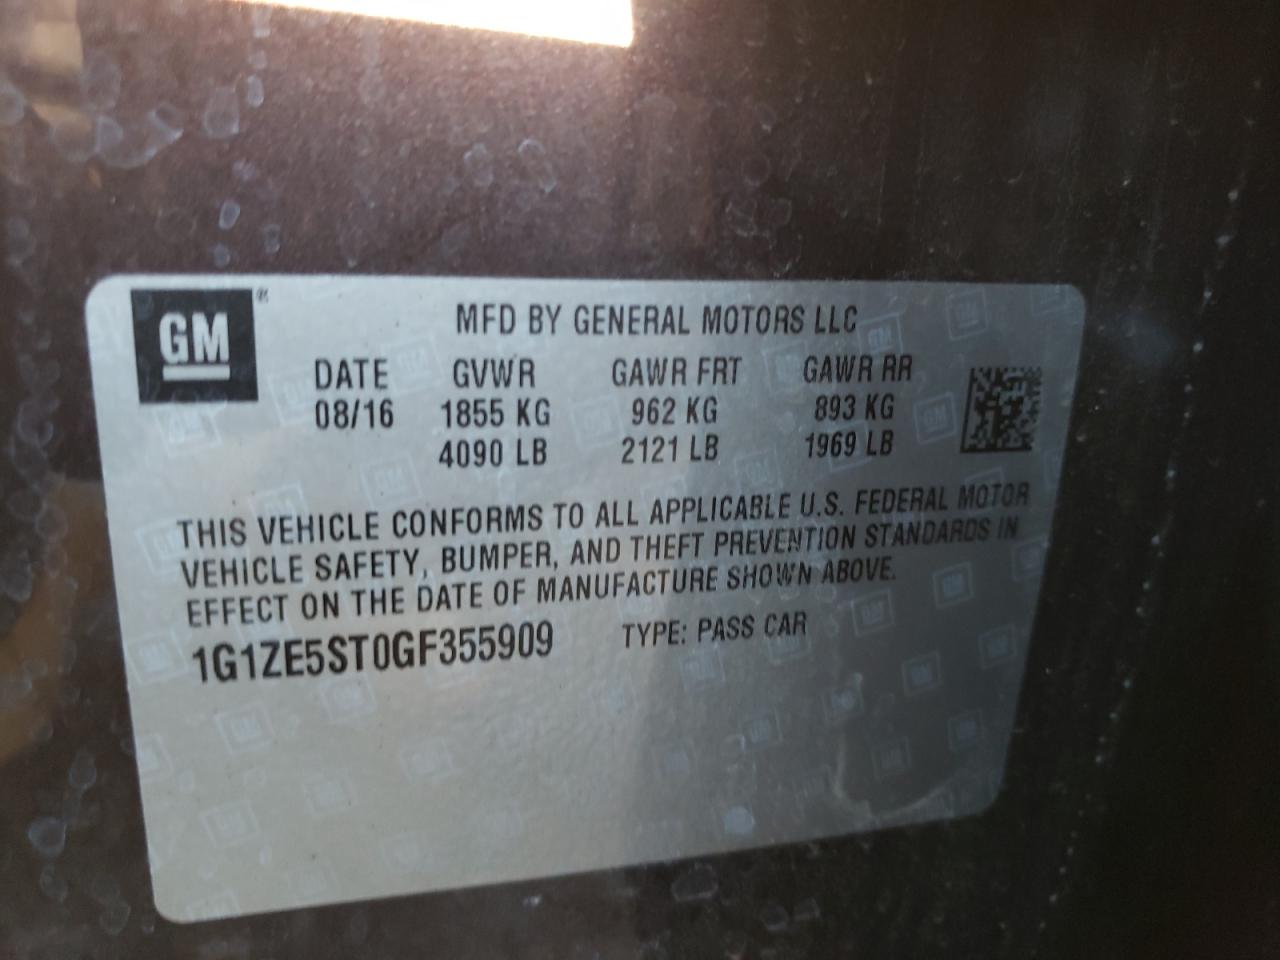 GM®
MFD BY GENERAL MOTORS LLC
DATE GVWR GAWR FRT GAWR RR
08/16 1855 KG 962 KG 893 KG
4090 LB 2121 LB 1969 LB
THIS VEHICLE CONFORMS TO ALL APPLICABLE U.S. FEDERAL MOTOR
VEHICLE SAFETY, BUMPER, AND THEFT PREVENTION STANDARDS IN
EFFECT ON THE DATE OF MANUFACTURE SHOWN ABOVE.
1G1ZE5ST0GF355909 TYPE: PASS CAR